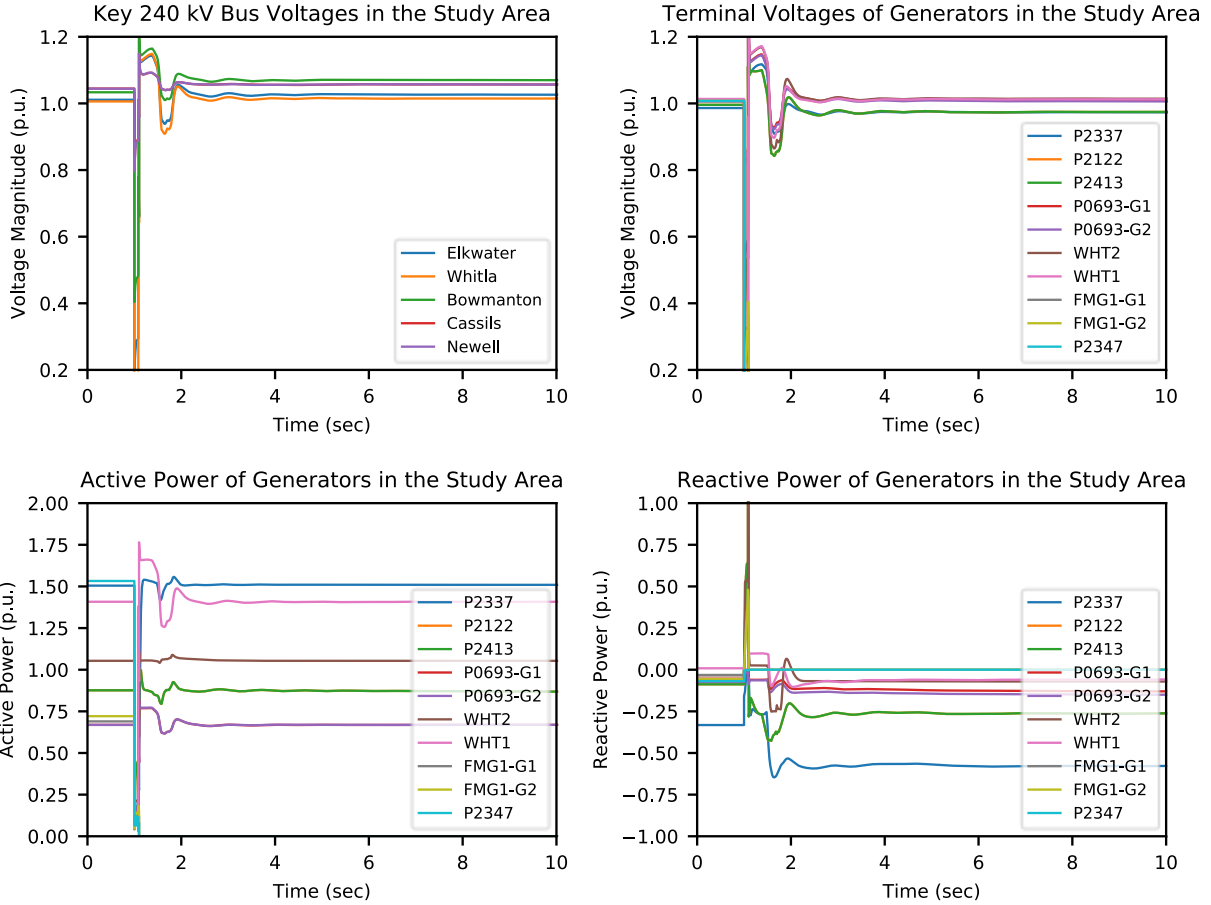 Key 240 kV Bus Voltages in the Study Area
Voltage Magnitude (p.u.)
1.2
1.0
0.8
0.6
0.4
0.2
0
2
4
6
8
10
Time (sec)
Elkwater
Whitla
Bowmanton
Cassils
Newell
Terminal Voltages of Generators in the Study Area
Voltage Magnitude (p.u.)
1.2
1.0
0.8
0.6
0.4
0.2
0
2
4
6
8
10
Time (sec)
P2337
P2122
P2413
P0693-G1
P0693-G2
WHT2
WHT1
FMG1-G1
FMG1-G2
P2347
Active Power of Generators in the Study Area
Active Power (p.u.)
2.00
1.75
1.50
1.25
1.00
0.75
0.50
0.25
0.00
0
2
4
6
8
10
Time (sec)
P2337
P2122
P2413
P0693-G1
P0693-G2
WHT2
WHT1
FMG1-G1
FMG1-G2
P2347
Reactive Power of Generators in the Study Area
Reactive Power (p.u.)
1.00
0.75
0.50
0.25
0.00
−0.25
−0.50
−0.75
−1.00
0
2
4
6
8
10
Time (sec)
P2337
P2122
P2413
P0693-G1
P0693-G2
WHT2
WHT1
FMG1-G1
FMG1-G2
P2347